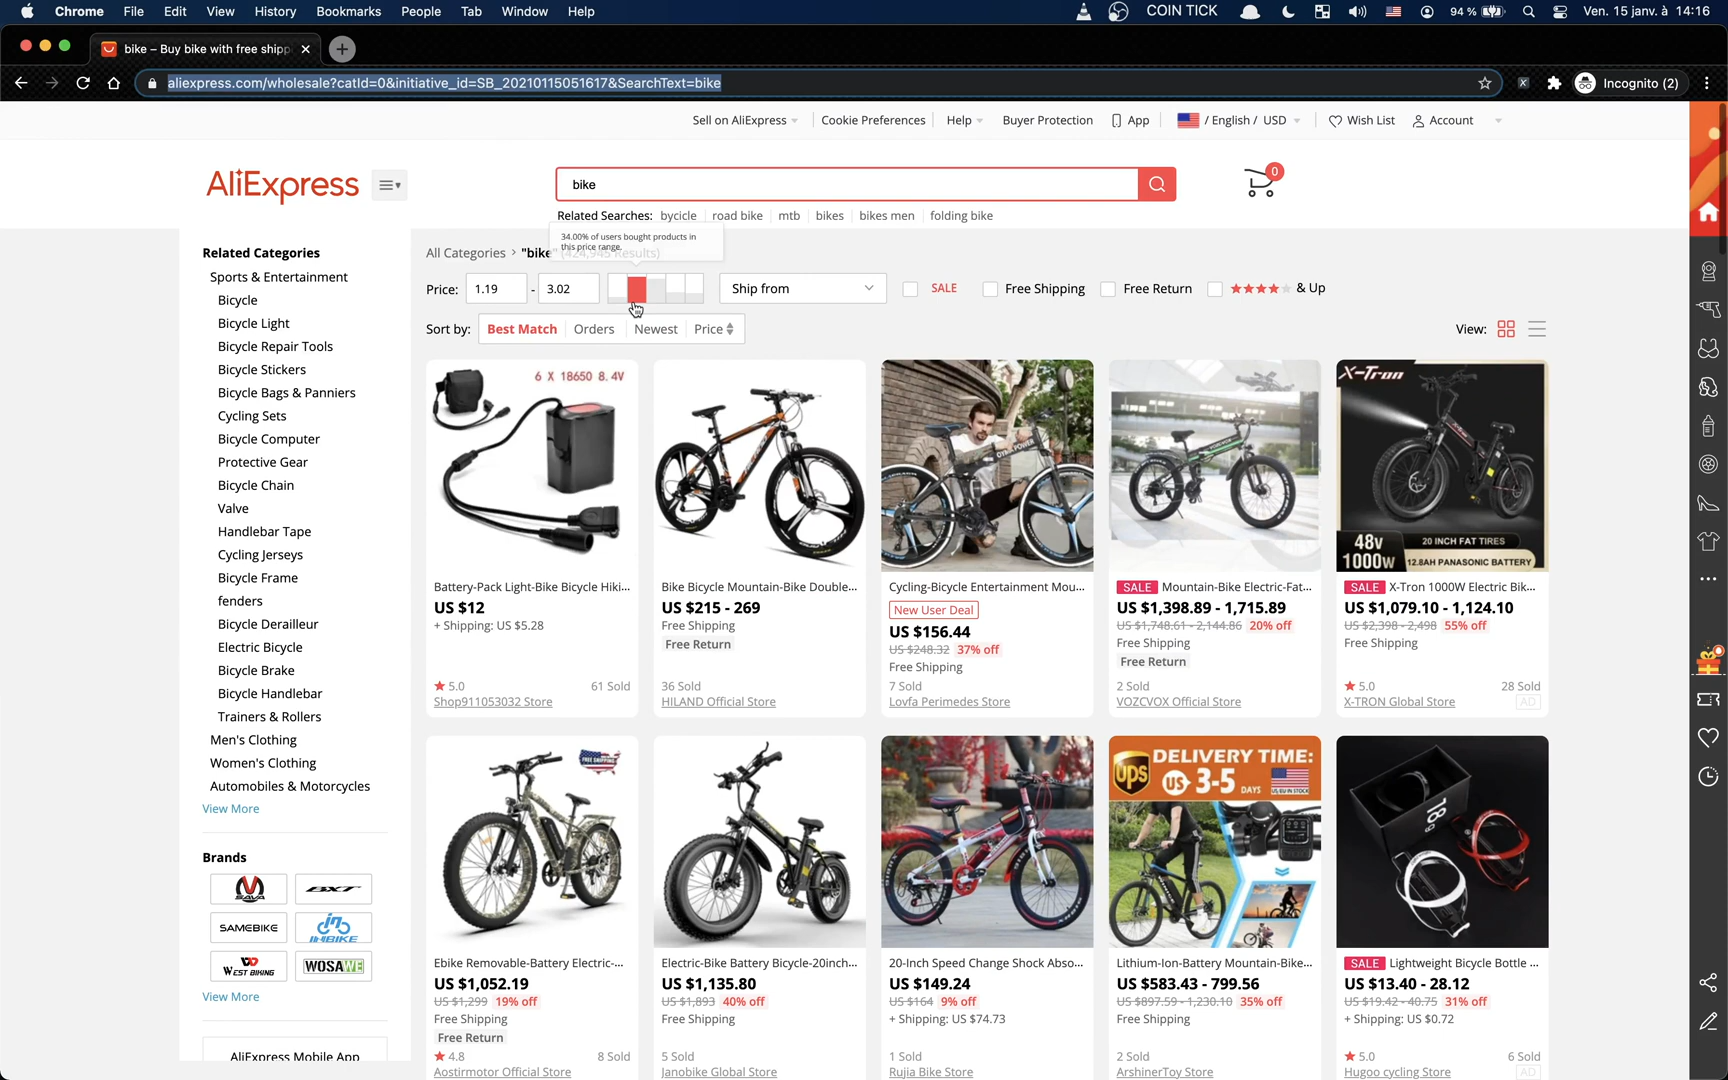 Chrome File Edit View History Bookmarks People Tab Window Help COIN TICK 94 % Ven. 15 janv. à 14:16
bike – Buy bike with free shipp
aliexpress.com/wholesale?catId=0&initiative_id=SB_20210115051617&SearchText=bike Incognito (2)
Sell on AliExpress Cookie Preferences Help Buyer Protection App / English / USD Wish List Account
AliExpress bike 0
Related Searches: bycicle road bike mtb bikes bikes men folding bike
34.00% of users bought products in
this price range.
All Categories > "bike" (424,945 Results)
Price: 1.19 - 3.02 Ship from SALE Free Shipping Free Return & Up
Sort by: Best Match Orders Newest Price View:
Related Categories
Sports & Entertainment
Bicycle
Bicycle Light
Bicycle Repair Tools
Bicycle Stickers
Bicycle Bags & Panniers
Cycling Sets
Bicycle Computer
Protective Gear
Bicycle Chain
Valve
Handlebar Tape
Cycling Jerseys
Bicycle Frame
fenders
Bicycle Derailleur
Electric Bicycle
Bicycle Brake
Bicycle Handlebar
Trainers & Rollers
Men's Clothing
Women's Clothing
Automobiles & Motorcycles
View More
Brands
SAVA BXT
SAMEBIKE INBIKE
WEST BIKING WOSAWE
View More
AliExpress Mobile App
6 X 18650 8.4V
Battery-Pack Light-Bike Bicycle Hiki...
US $12
+ Shipping: US $5.28
5.0 61 Sold
Shop911053032 Store
Bike Bicycle Mountain-Bike Double...
US $215 - 269
Free Shipping
Free Return
36 Sold
HILAND Official Store
Cycling-Bicycle Entertainment Mou...
New User Deal
US $156.44
US $248.32 37% off
Free Shipping
7 Sold
Lovfa Perimedes Store
SALE Mountain-Bike Electric-Fat...
US $1,398.89 - 1,715.89
US $1,748.61 - 2,144.86 20% off
Free Shipping
Free Return
2 Sold
VOZCVOX Official Store
X-Tron
48v
1000w
20 INCH FAT TIRES
12.8AH PANASONIC BATTERY
SALE X-Tron 1000W Electric Bik...
US $1,079.10 - 1,124.10
US $2,398 - 2,498 55% off
Free Shipping
5.0 28 Sold
X-TRON Global Store AD
FREE SHIPPING
Ebike Removable-Battery Electric-...
US $1,052.19
US $1,299 19% off
Free Shipping
Free Return
4.8 8 Sold
Aostirmotor Official Store
Electric-Bike Battery Bicycle-20inch...
US $1,135.80
US $1,893 40% off
Free Shipping
5 Sold
Janobike Global Store
20-Inch Speed Change Shock Abso...
US $149.24
US $164 9% off
+ Shipping: US $74.73
1 Sold
Rujia Bike Store
DELIVERY TIME:
ups US 3-5 DAYS US/EU IN STOCK
Lithium-Ion-Battery Mountain-Bike...
US $583.43 - 799.56
US $897.59 - 1,230.10 35% off
Free Shipping
2 Sold
ArshinerToy Store
18g
SALE Lightweight Bicycle Bottle ...
US $13.40 - 28.12
US $19.42 - 40.75 31% off
+ Shipping: US $0.72
5.0 6 Sold
Hugoo cycling Store AD